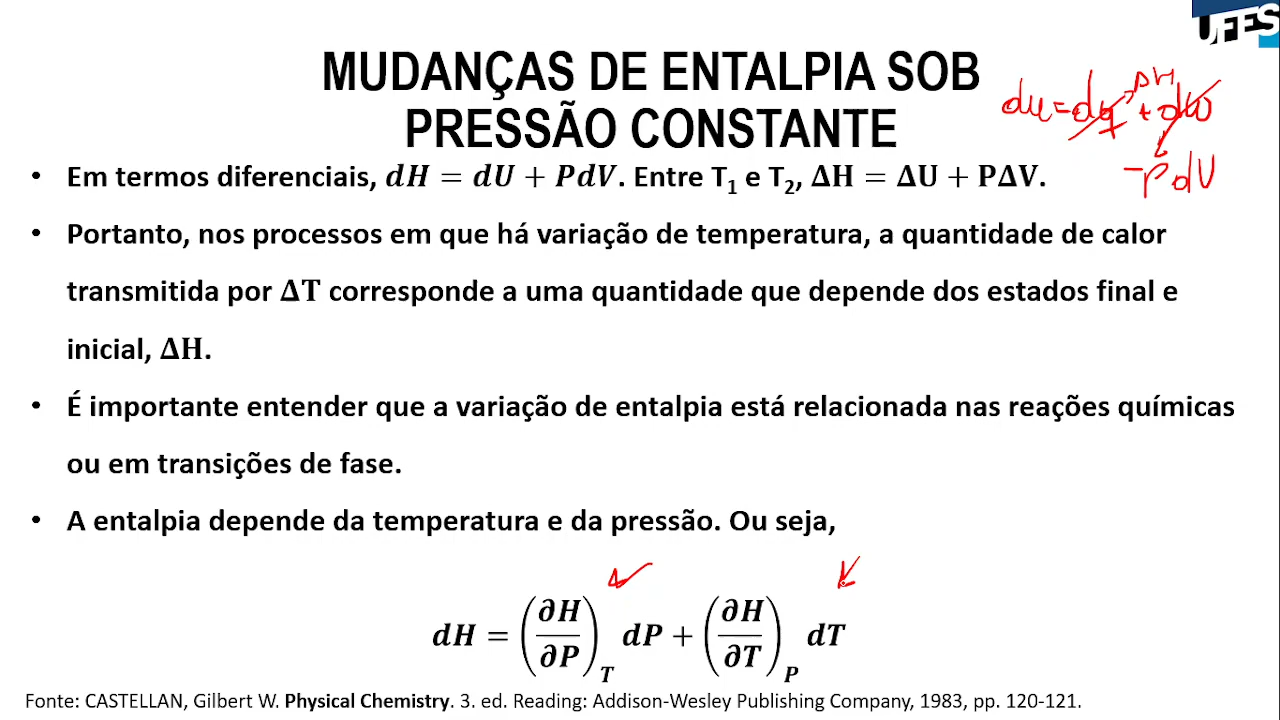 UFES
MUDANÇAS DE ENTALPIA SOB
PRESSÃO CONSTANTE
du = dq + dw
ΔH
-p dV
• Em termos diferenciais, dH = dU + PdV. Entre T₁ e T₂, ΔH = ΔU + PΔV.
• Portanto, nos processos em que há variação de temperatura, a quantidade de calor
transmitida por ΔT corresponde a uma quantidade que depende dos estados final e
inicial, ΔH.
• É importante entender que a variação de entalpia está relacionada nas reações químicas
ou em transições de fase.
• A entalpia depende da temperatura e da pressão. Ou seja,
dH = (∂H/∂P)_T dP + (∂H/∂T)_P dT
Fonte: CASTELLAN, Gilbert W. Physical Chemistry. 3. ed. Reading: Addison-Wesley Publishing Company, 1983, pp. 120-121.